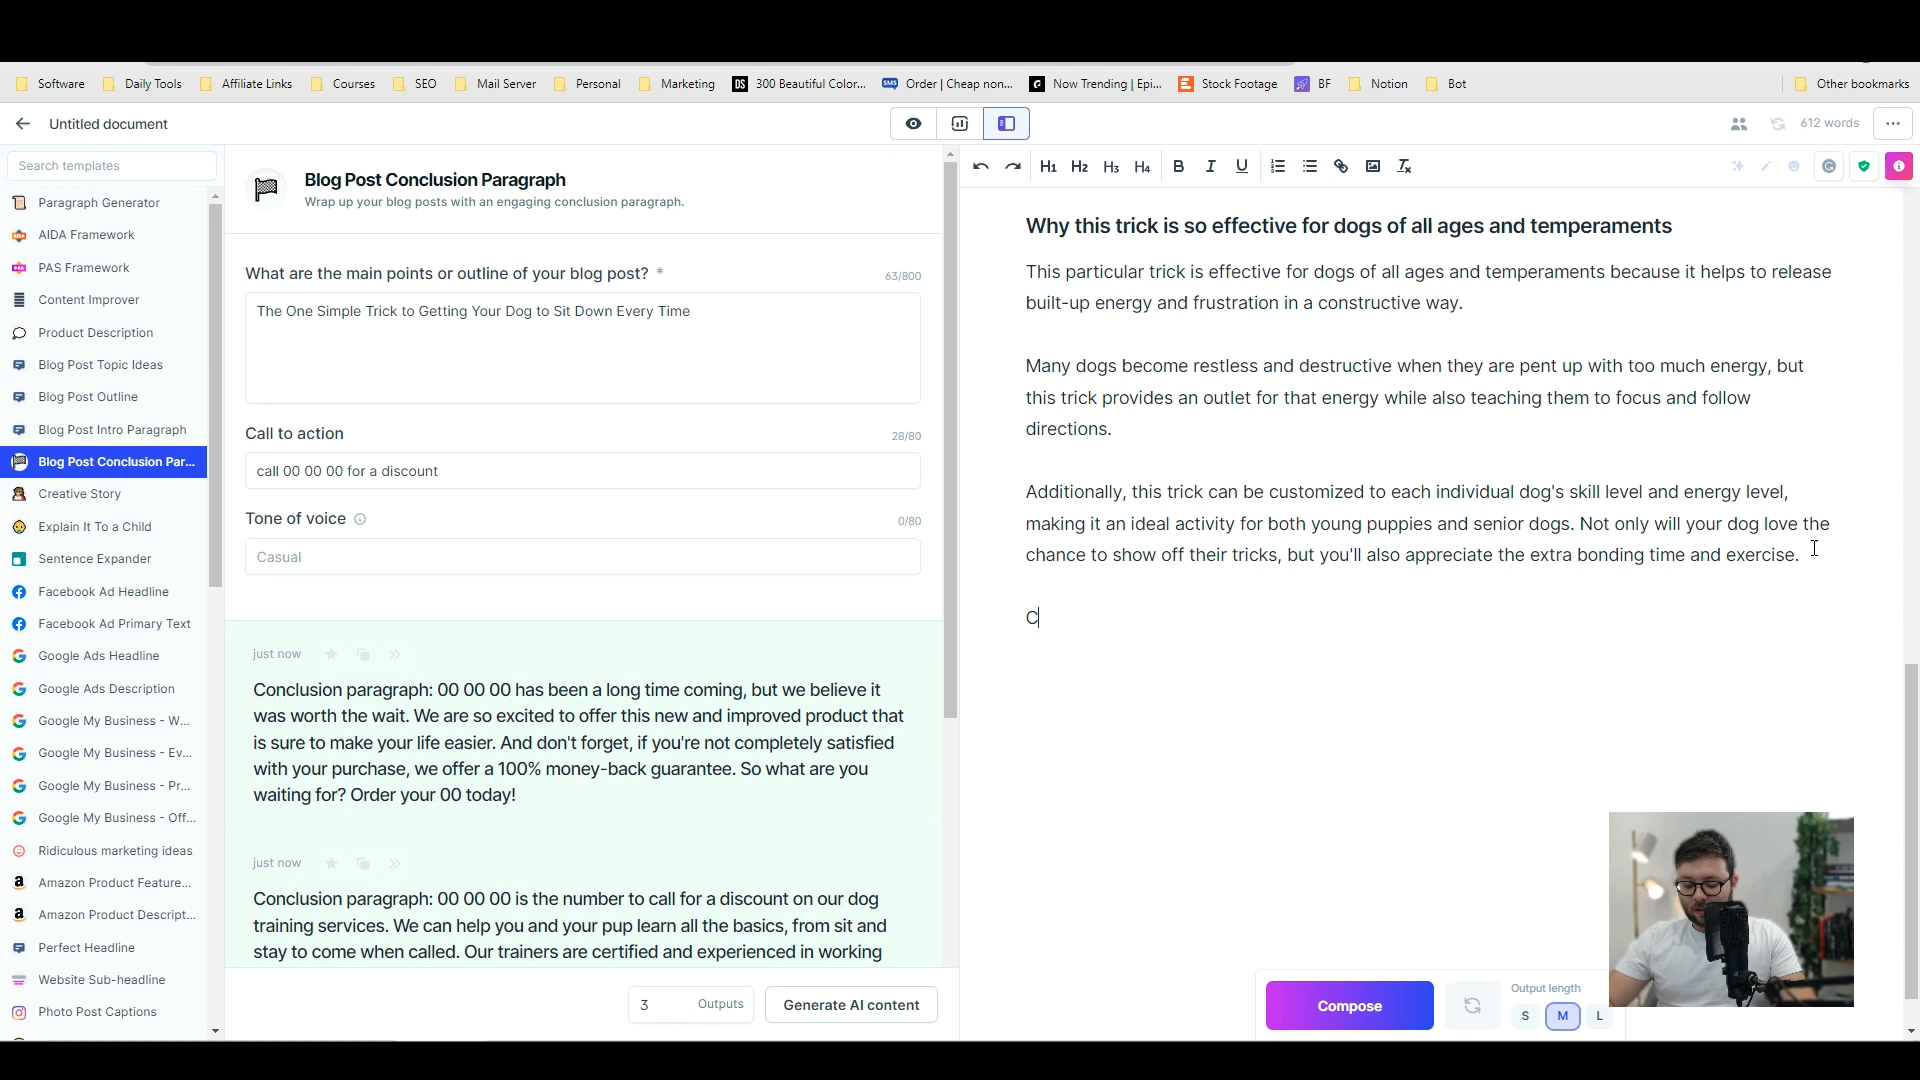 Software
Daily Tools
Affiliate Links
Courses
SEO
Mail Server
Personal
Marketing
DS 300 Beautiful Color...
SMS Order | Cheap non...
Now Trending | Epi...
Stock Footage
BF
Notion
Bot
Other bookmarks
Untitled document
612 words
Search templates
Paragraph Generator
AIDA Framework
PAS Framework
Content Improver
Product Description
Blog Post Topic Ideas
Blog Post Outline
Blog Post Intro Paragraph
Blog Post Conclusion Par...
Creative Story
Explain It To a Child
Sentence Expander
Facebook Ad Headline
Facebook Ad Primary Text
Google Ads Headline
Google Ads Description
Google My Business - W...
Google My Business - Ev...
Google My Business - Pr...
Google My Business - Off...
Ridiculous marketing ideas
Amazon Product Feature...
Amazon Product Descript...
Perfect Headline
Website Sub-headline
Photo Post Captions
Blog Post Conclusion Paragraph
Wrap up your blog posts with an engaging conclusion paragraph.
What are the main points or outline of your blog post? *
63/800
The One Simple Trick to Getting Your Dog to Sit Down Every Time
Call to action
28/80
call 00 00 00 for a discount
Tone of voice
0/80
Casual
just now
Conclusion paragraph: 00 00 00 has been a long time coming, but we believe it
was worth the wait. We are so excited to offer this new and improved product that
is sure to make your life easier. And don't forget, if you're not completely satisfied
with your purchase, we offer a 100% money-back guarantee. So what are you
waiting for? Order your 00 today!
just now
Conclusion paragraph: 00 00 00 is the number to call for a discount on our dog
training services. We can help you and your pup learn all the basics, from sit and
stay to come when called. Our trainers are certified and experienced in working
3 Outputs
Generate AI content
H1 H2 H3 H4 B I U
Why this trick is so effective for dogs of all ages and temperaments
This particular trick is effective for dogs of all ages and temperaments because it helps to release
built-up energy and frustration in a constructive way.
Many dogs become restless and destructive when they are pent up with too much energy, but
this trick provides an outlet for that energy while also teaching them to focus and follow
directions.
Additionally, this trick can be customized to each individual dog's skill level and energy level,
making it an ideal activity for both young puppies and senior dogs. Not only will your dog love the
chance to show off their tricks, but you'll also appreciate the extra bonding time and exercise.
C
Compose
Output length
S M L